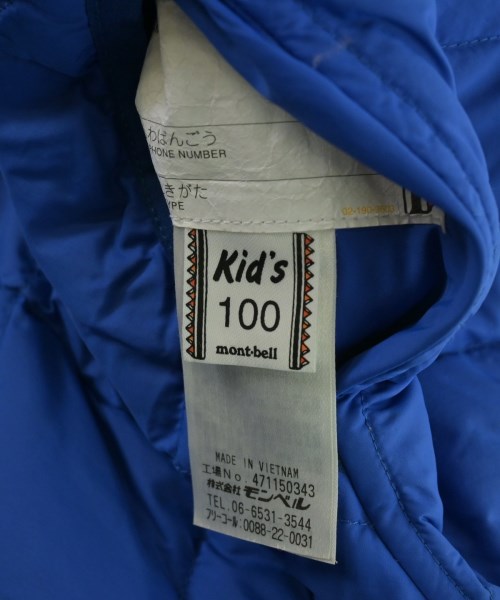 わばんごう
HONE NUMBER
きがた
YPE
Kid's
100
mont-bell
MADE IN VIETNAM
工場No. 471150343
株式会社モンベル
TEL. 06-6531-3544
フリーコール: 0088-22-0031